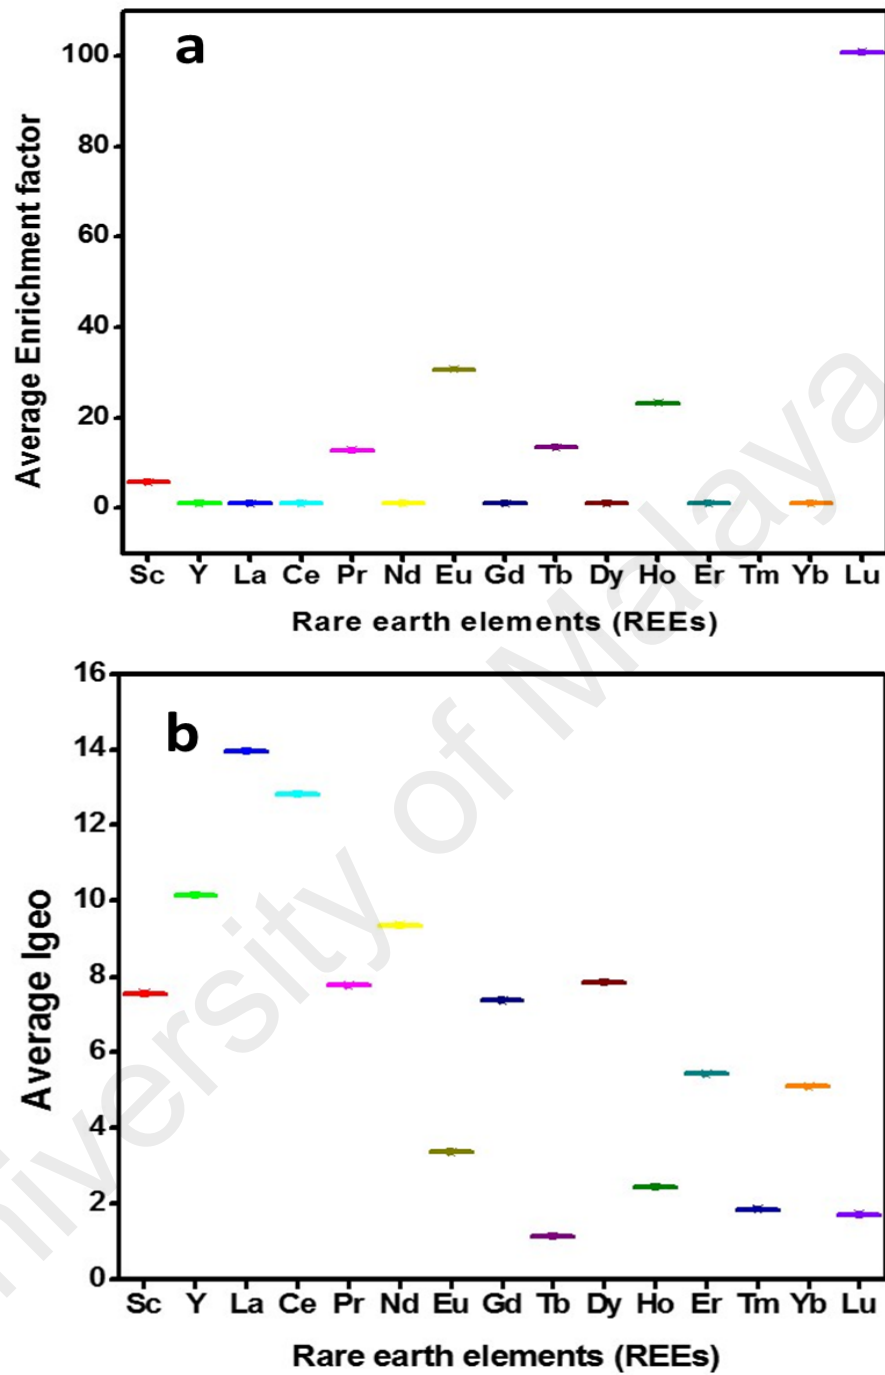 a
100
80
60
40
20
0
Average Enrichment factor
Sc Y La Ce Pr Nd Eu Gd Tb Dy Ho Er Tm Yb Lu
Rare earth elements (REEs)
b
16
14
12
10
8
6
4
2
0
Average Igeo
Sc Y La Ce Pr Nd Eu Gd Tb Dy Ho Er Tm Yb Lu
Rare earth elements (REEs)
niversity of Malaya